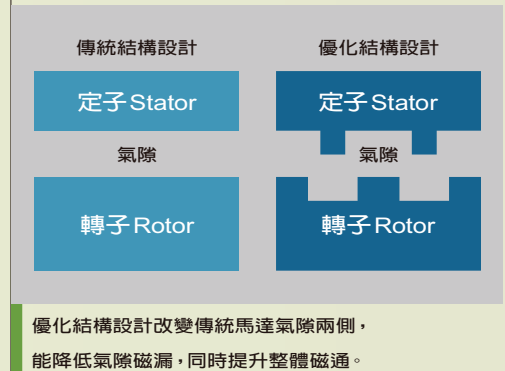 傳統結構設計
優化結構設計
定子Stator
定子Stator
氣隙
氣隙
轉子Rotor
轉子Rotor
優化結構設計改變傳統馬達氣隙兩側，
能降低氣隙磁漏，同時提升整體磁通。